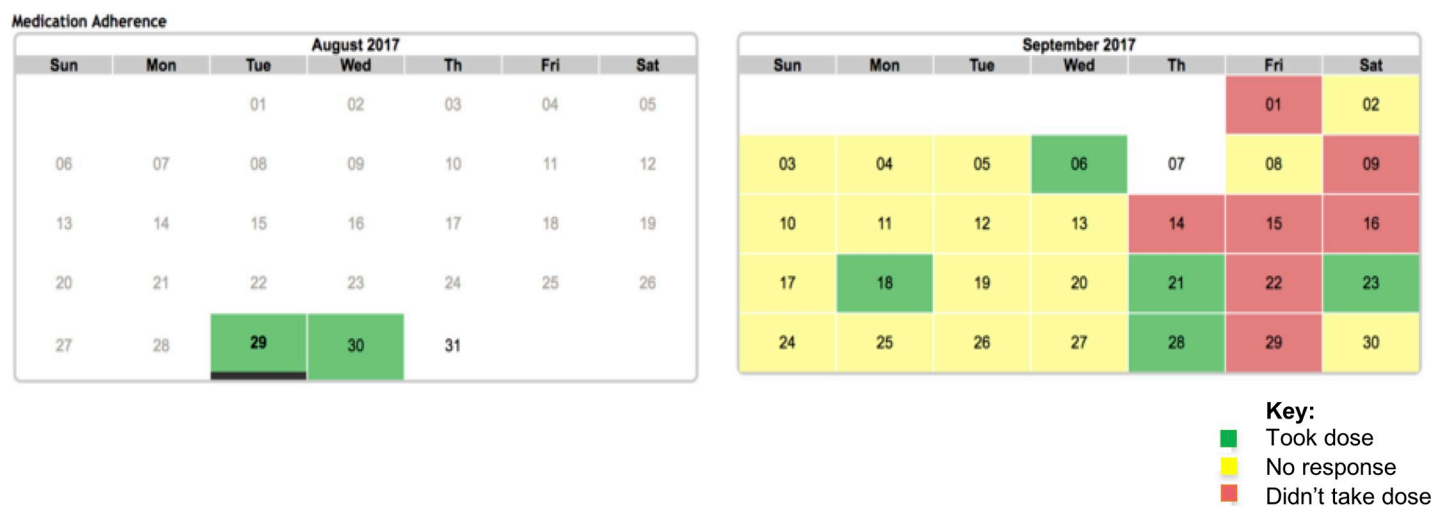 Medication Adherence
August 2017
Sun Mon Tue Wed Th Fri Sat
01 02 03 04 05
06 07 08 09 10 11 12
13 14 15 16 17 18 19
20 21 22 23 24 25 26
27 28 29 30 31
September 2017
Sun Mon Tue Wed Th Fri Sat
01 02
03 04 05 06 07 08 09
10 11 12 13 14 15 16
17 18 19 20 21 22 23
24 25 26 27 28 29 30
Key:
Took dose
No response
Didn’t take dose